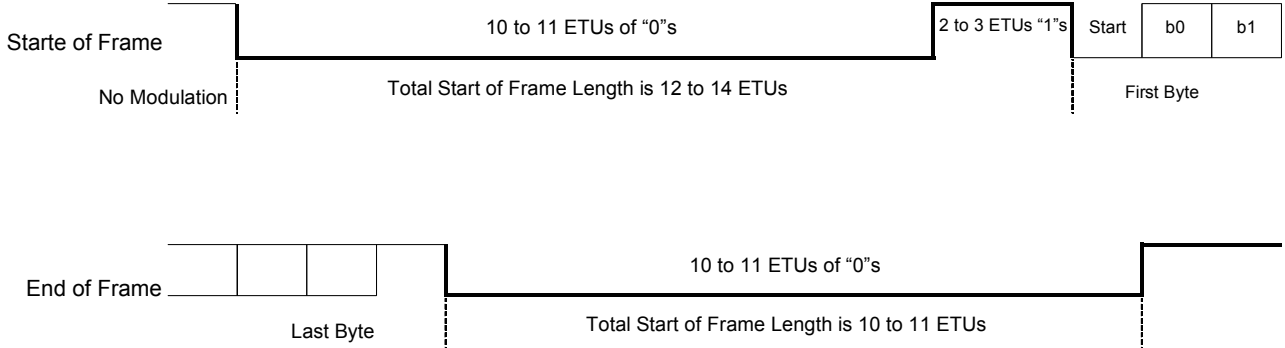 10 to 11 ETUs of “0”s
2 to 3 ETUs “1”s
Start
b0
b1
Starte of Frame
No Modulation
Total Start of Frame Length is 12 to 14 ETUs
First Byte
10 to 11 ETUs of “0”s
End of Frame
Last Byte
Total Start of Frame Length is 10 to 11 ETUs